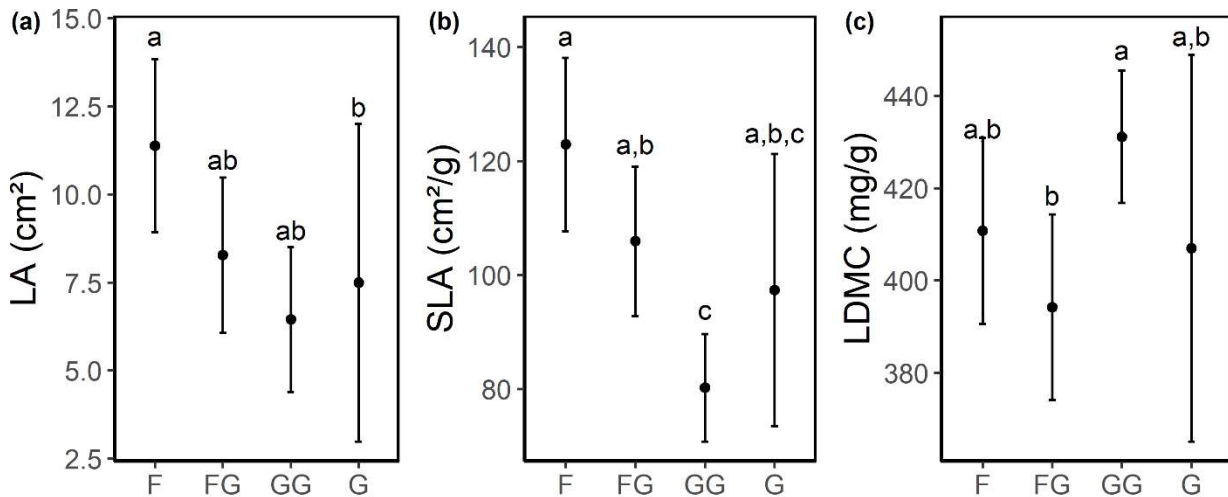 (a)
LA (cm²)
15.0
12.5
10.0
7.5
5.0
2.5
a
ab
ab
b
F FG GG G
(b)
SLA (cm²/g)
140
120
100
80
a
a,b
c
a,b,c
F FG GG G
(c)
LDMC (mg/g)
440
420
400
380
a,b
b
a
a,b
F FG GG G